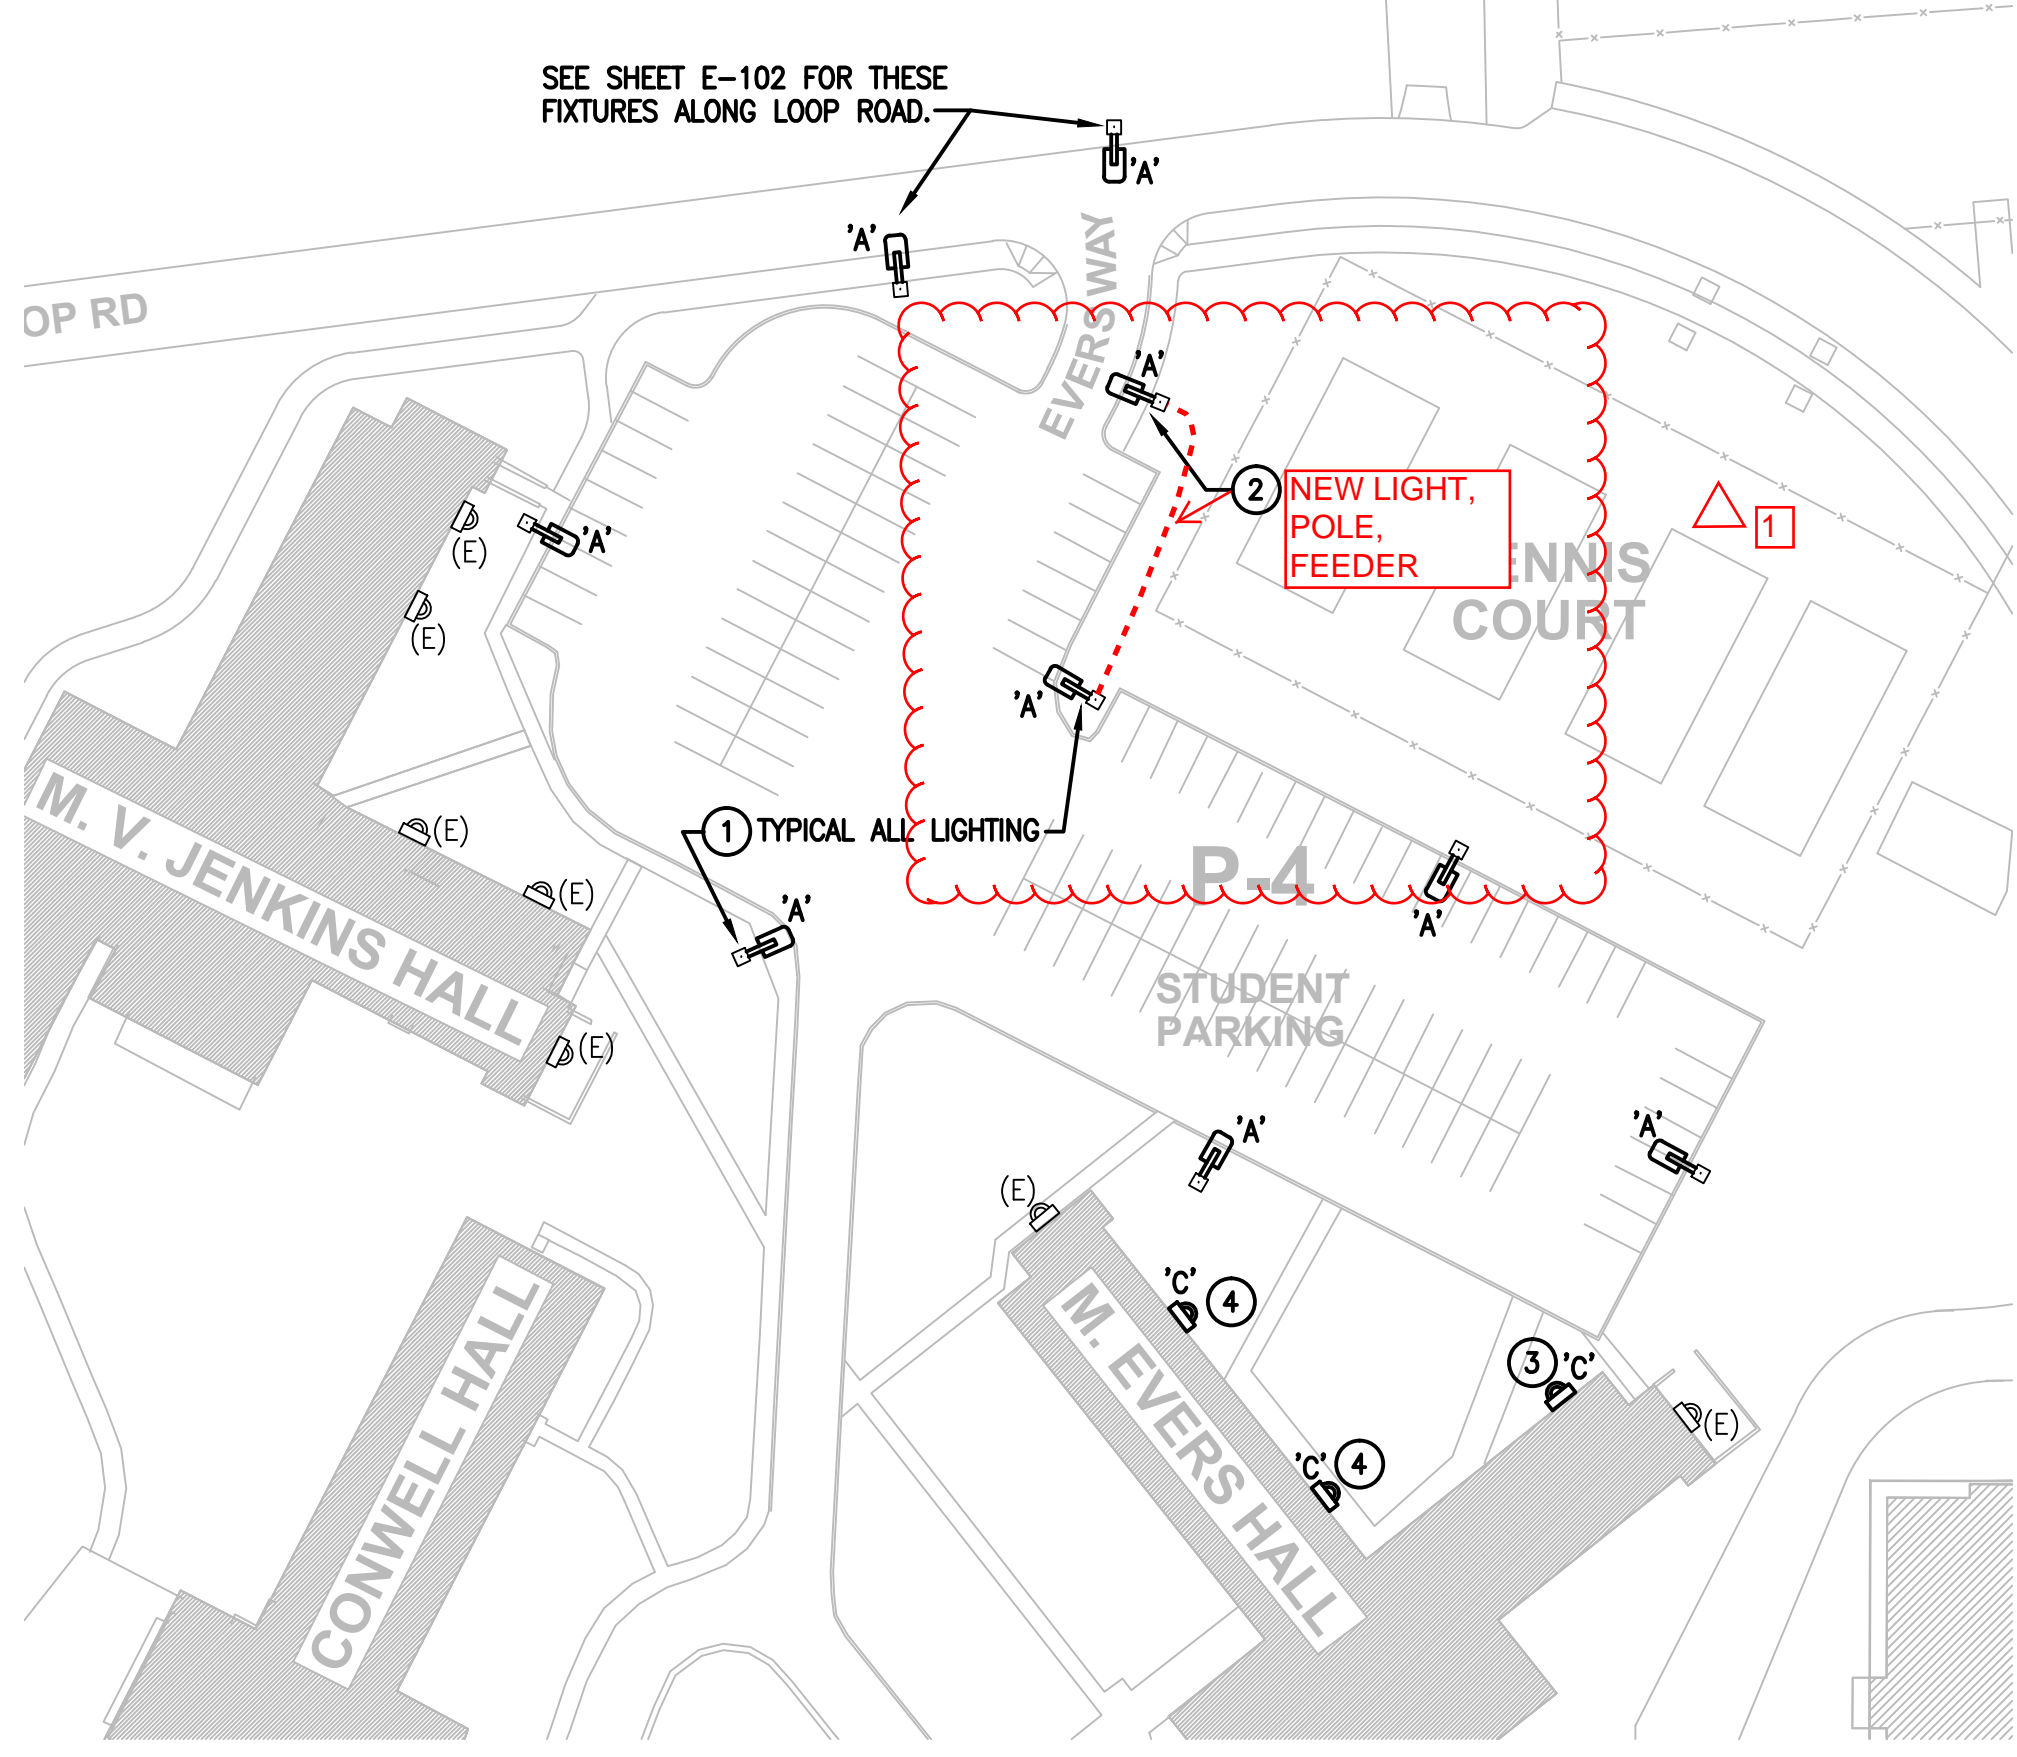 SEE SHEET E-102 FOR THESE
FIXTURES ALONG LOOP ROAD.
'A'
'A'
EVERS WAY
OP RD
'A'
2
NEW LIGHT,
POLE,
FEEDER
1
ENNIS
COURT
'A'
(E)
(E)
'A'
1 TYPICAL ALL LIGHTING
(E)
(E)
(E)
M. V. JENKINS HALL
P-4
'A'
'A'
STUDENT
PARKING
'A'
'A'
(E)
'C' 4
3 'C'
(E)
'C' 4
M. EVERS HALL
CONWELL HALL